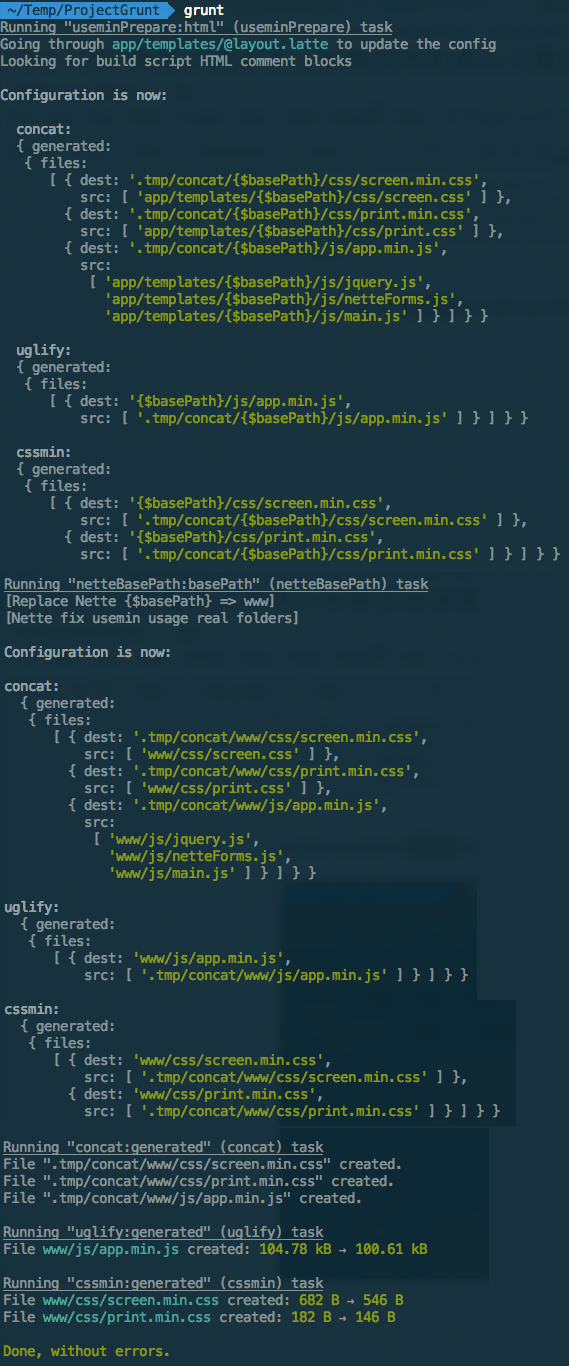 ~/Temp/ProjectGrunt grunt
Running "useminPrepare:html" (useminPrepare) task
Going through app/templates/@layout.latte to update the config
Looking for build script HTML comment blocks
Configuration is now:
concat:
{ generated:
{ files:
[ { dest: '.tmp/concat/{$basePath}/css/screen.min.css',
src: [ 'app/templates/{$basePath}/css/screen.css' ] },
{ dest: '.tmp/concat/{$basePath}/css/print.min.css',
src: [ 'app/templates/{$basePath}/css/print.css' ] },
{ dest: '.tmp/concat/{$basePath}/js/app.min.js',
src:
[ 'app/templates/{$basePath}/js/jquery.js',
'app/templates/{$basePath}/js/netteForms.js',
'app/templates/{$basePath}/js/main.js' ] } ] } }
uglify:
{ generated:
{ files:
[ { dest: '{$basePath}/js/app.min.js',
src: [ '.tmp/concat/{$basePath}/js/app.min.js' ] } ] } }
cssmin:
{ generated:
{ files:
[ { dest: '{$basePath}/css/screen.min.css',
src: [ '.tmp/concat/{$basePath}/css/screen.min.css' ] },
{ dest: '{$basePath}/css/print.min.css',
src: [ '.tmp/concat/{$basePath}/css/print.min.css' ] } ] } }
Running "netteBasePath:basePath" (netteBasePath) task
[Replace Nette {$basePath} => www]
[Nette fix usemin usage real folders]
Configuration is now:
concat:
{ generated:
{ files:
[ { dest: '.tmp/concat/www/css/screen.min.css',
src: [ 'www/css/screen.css' ] },
{ dest: '.tmp/concat/www/css/print.min.css',
src: [ 'www/css/print.css' ] },
{ dest: '.tmp/concat/www/js/app.min.js',
src:
[ 'www/js/jquery.js',
'www/js/netteForms.js',
'www/js/main.js' ] } ] } }
uglify:
{ generated:
{ files:
[ { dest: 'www/js/app.min.js',
src: [ '.tmp/concat/www/js/app.min.js' ] } ] } }
cssmin:
{ generated:
{ files:
[ { dest: 'www/css/screen.min.css',
src: [ '.tmp/concat/www/css/screen.min.css' ] },
{ dest: 'www/css/print.min.css',
src: [ '.tmp/concat/www/css/print.min.css' ] } ] } }
Running "concat:generated" (concat) task
File ".tmp/concat/www/css/screen.min.css" created.
File ".tmp/concat/www/css/print.min.css" created.
File ".tmp/concat/www/js/app.min.js" created.
Running "uglify:generated" (uglify) task
File www/js/app.min.js created: 104.78 kB → 100.61 kB
Running "cssmin:generated" (cssmin) task
File www/css/screen.min.css created: 682 B → 546 B
File www/css/print.min.css created: 182 B → 146 B
Done, without errors.